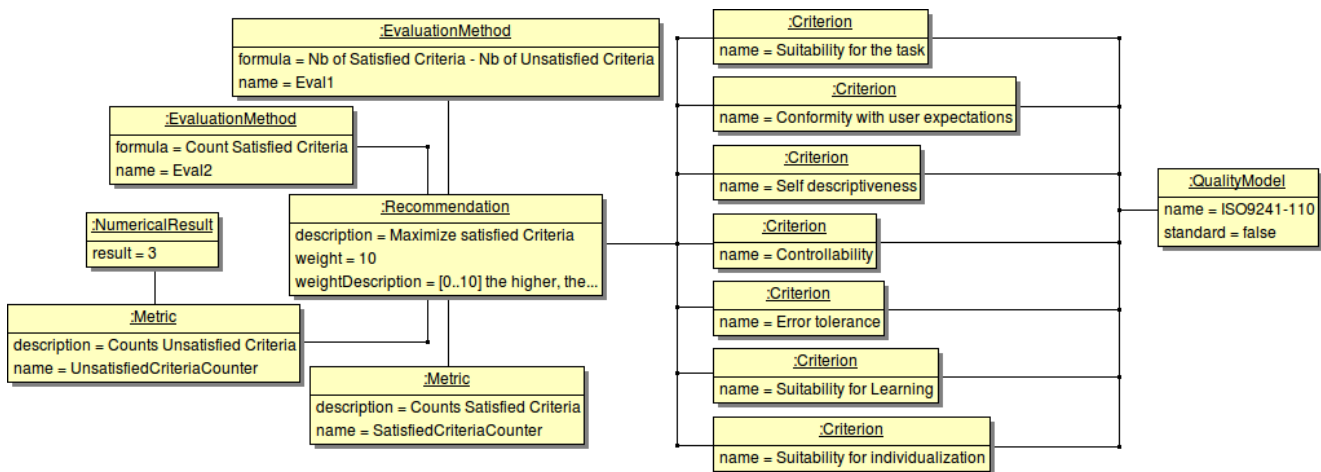 :EvaluationMethod
formula = Nb of Satisfied Criteria - Nb of Unsatisfied Criteria
name = Eval1
:EvaluationMethod
formula = Count Satisfied Criteria
name = Eval2
:NumericalResult
result = 3
:Recommendation
description = Maximize satisfied Criteria
weight = 10
weightDescription = [0..10] the higher, the...
:Metric
description = Counts Unsatisfied Criteria
name = UnsatisfiedCriteriaCounter
:Metric
description = Counts Satisfied Criteria
name = SatisfiedCriteriaCounter
:Criterion
name = Suitability for the task
:Criterion
name = Conformity with user expectations
:Criterion
name = Self descriptiveness
:Criterion
name = Controllability
:Criterion
name = Error tolerance
:Criterion
name = Suitability for Learning
:Criterion
name = Suitability for individualization
:QualityModel
name = ISO9241-110
standard = false